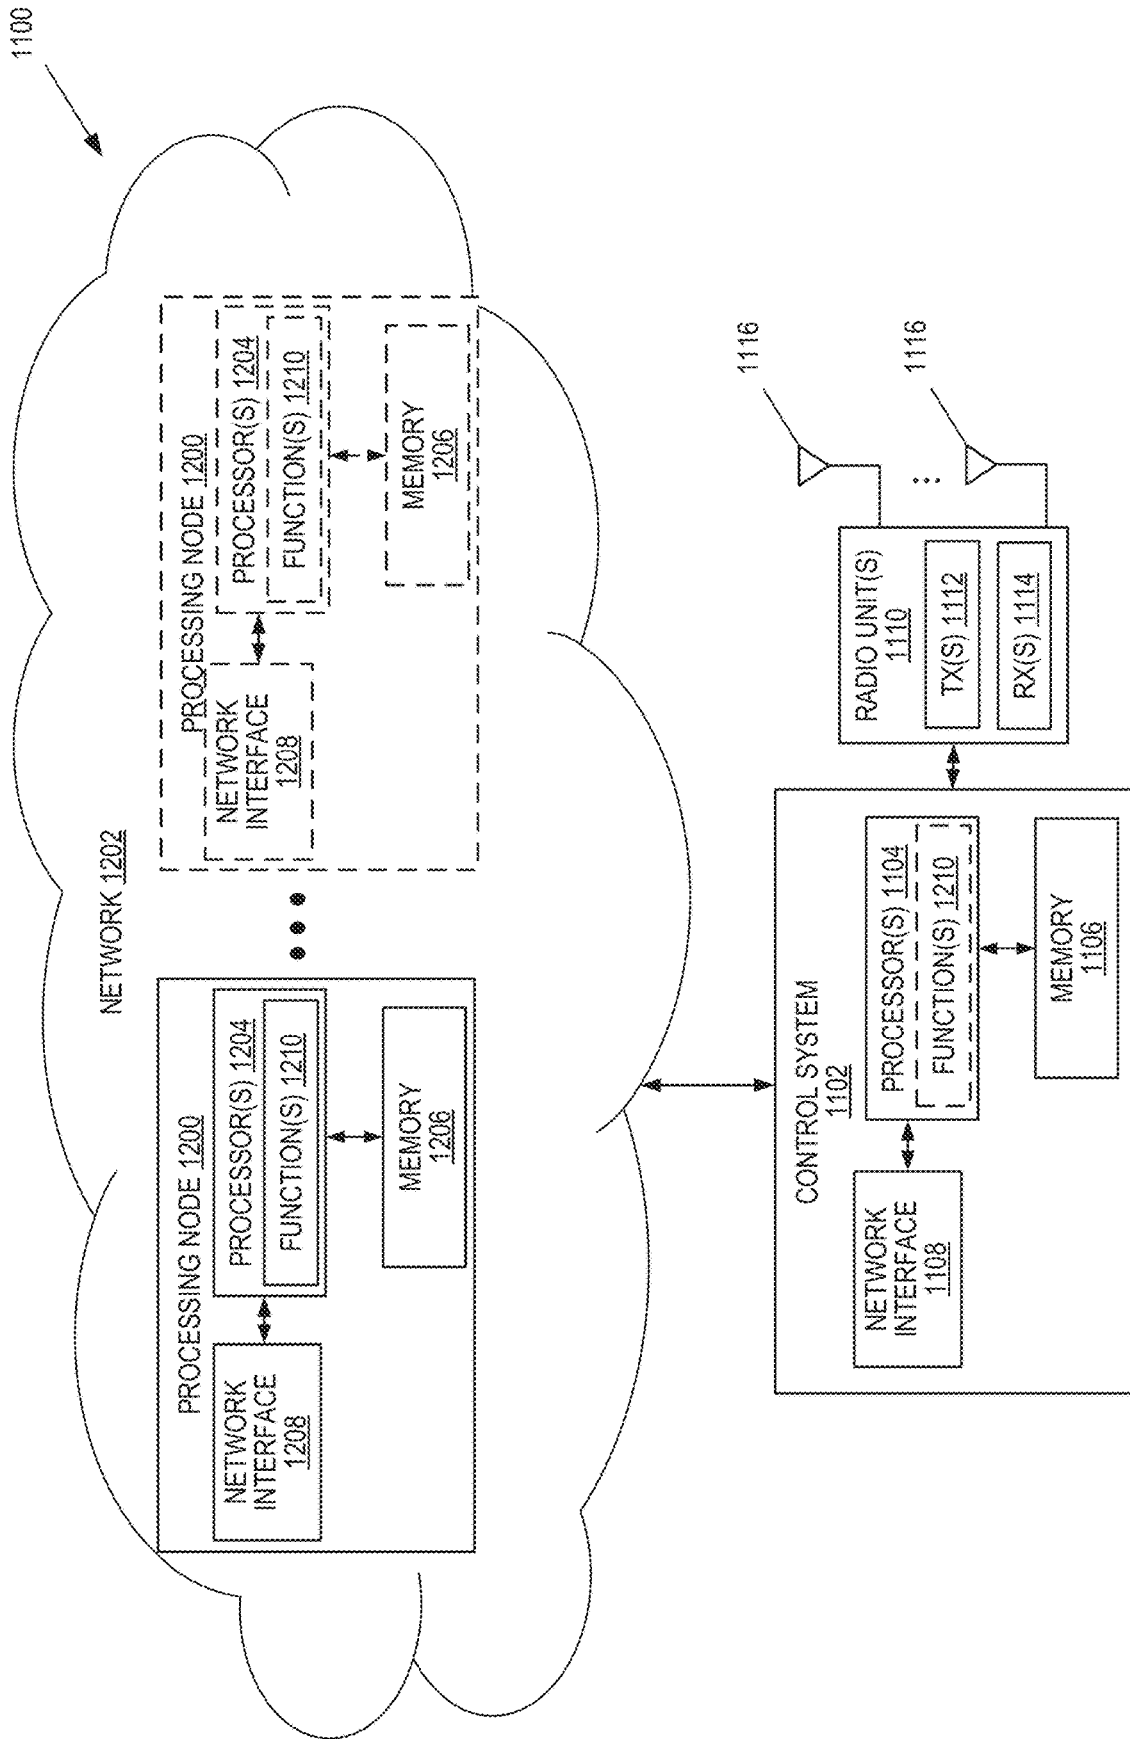 1100
NETWORK 1202
PROCESSING NODE 1200
NETWORK
INTERFACE
1208
PROCESSOR(S) 1204
FUNCTION(S) 1210
MEMORY
1206
PROCESSING NODE 1200
NETWORK
INTERFACE
1208
PROCESSOR(S) 1204
FUNCTION(S) 1210
MEMORY
1206
CONTROL SYSTEM
1102
NETWORK
INTERFACE
1108
PROCESSOR(S) 1104
FUNCTION(S) 1210
MEMORY
1106
RADIO UNIT(S)
1110
TX(S) 1112
RX(S) 1114
1116
1116